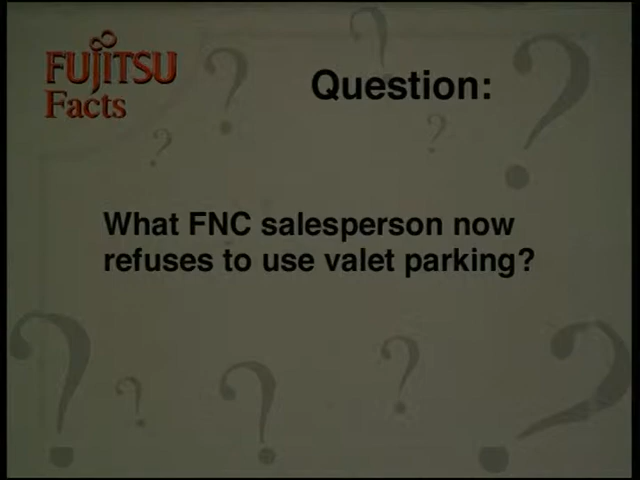 FUJITSU
Facts
Question:
What FNC salesperson now
refuses to use valet parking?